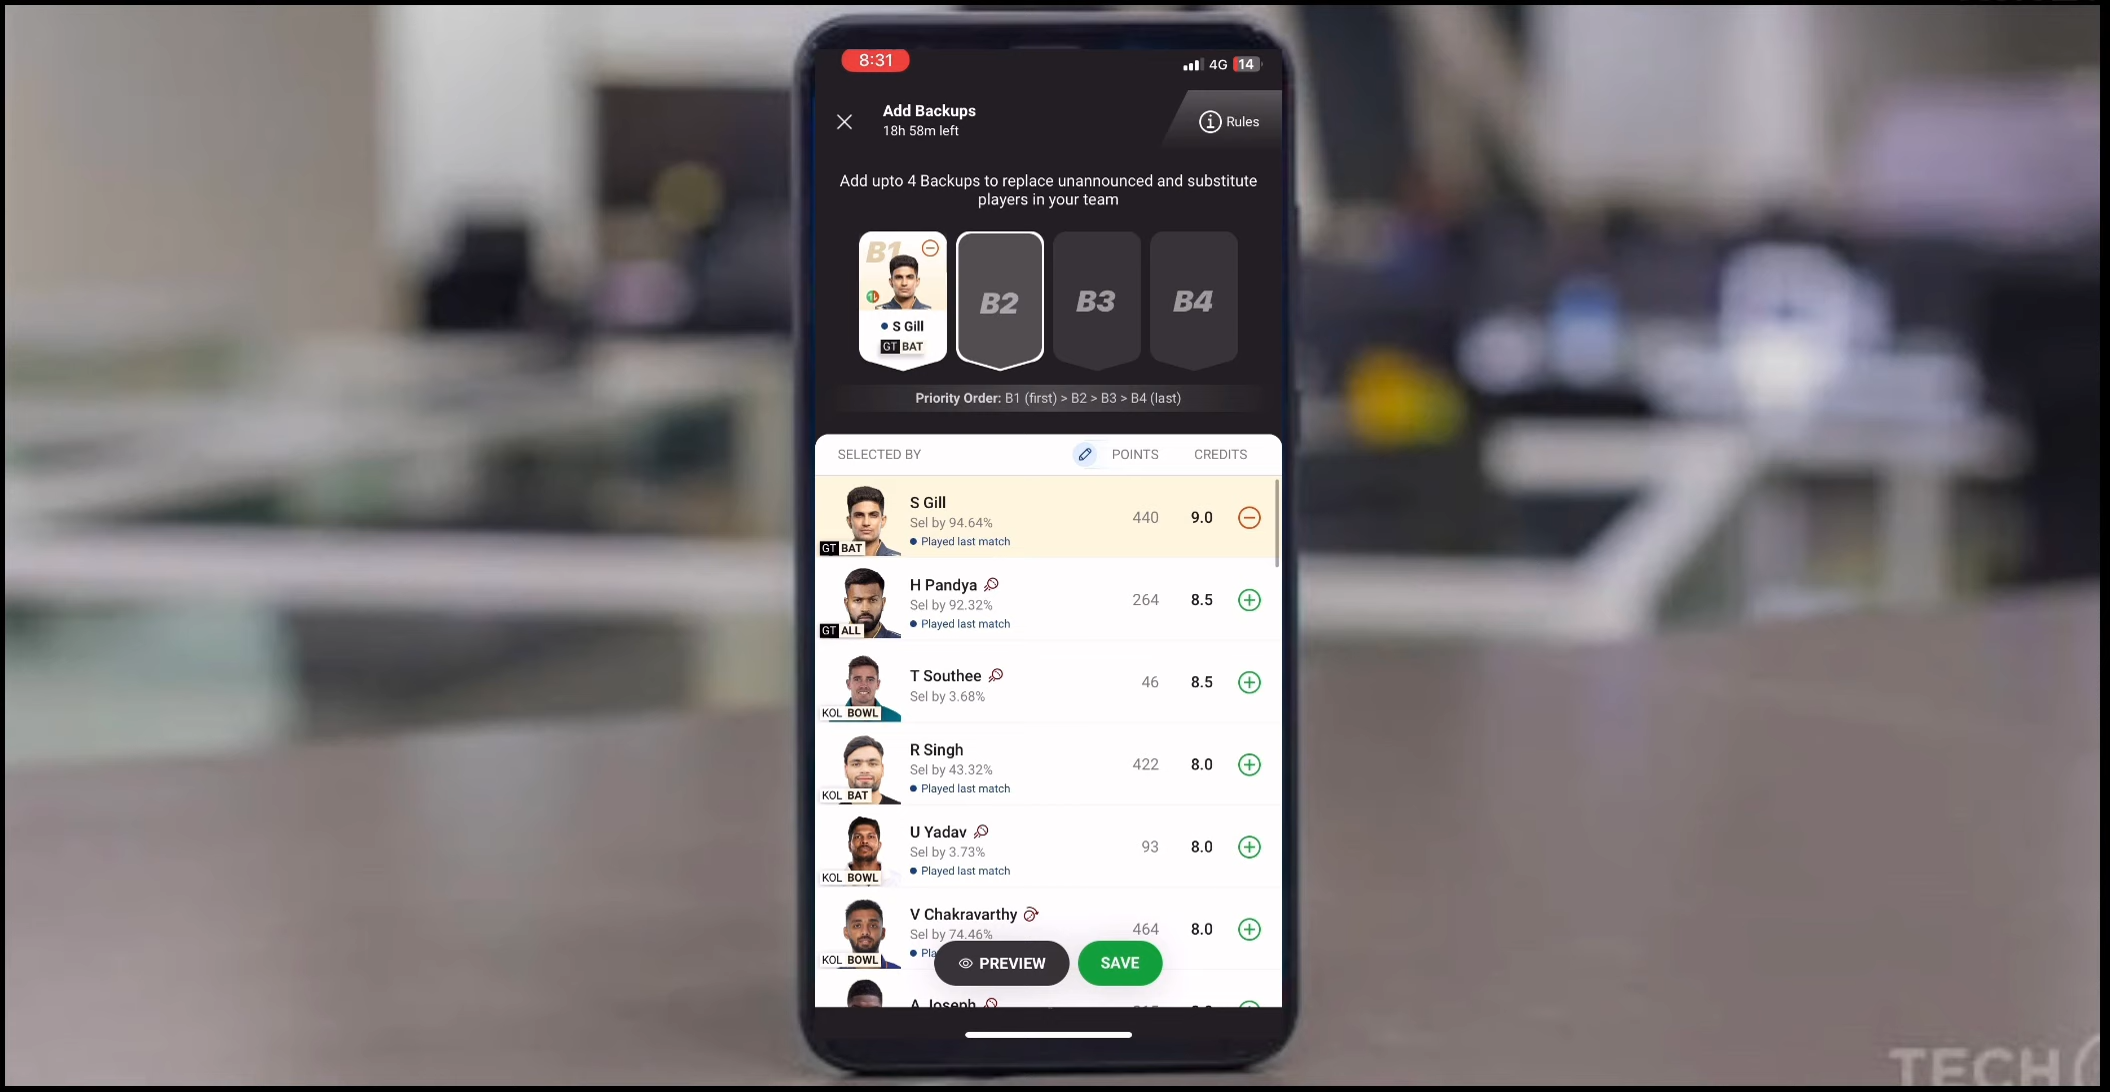 8:31
4G 14
Add Backups
18h 58m left
Rules
Add upto 4 Backups to replace unannounced and substitute
players in your team
B1
S Gill
GT BAT
B2
B3
B4
Priority Order: B1 (first) > B2 > B3 > B4 (last)
SELECTED BY POINTS CREDITS
S Gill
Sel by 94.64%
Played last match
GT BAT
440 9.0
H Pandya
Sel by 92.32%
Played last match
GT ALL
264 8.5
T Southee
Sel by 3.68%
KOL BOWL
46 8.5
R Singh
Sel by 43.32%
Played last match
KOL BAT
422 8.0
U Yadav
Sel by 3.73%
Played last match
KOL BOWL
93 8.0
V Chakravarthy
Sel by 74.46%
KOL BOWL
464 8.0
PREVIEW
SAVE
A Joseph
TECH